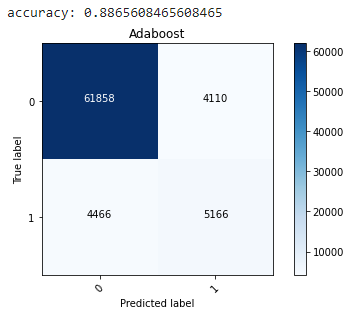 accuracy: 0.8865608465608465
Adaboost
61858 4110
4466 5166
0
1
True label
0 1
Predicted label
60000
50000
40000
30000
20000
10000